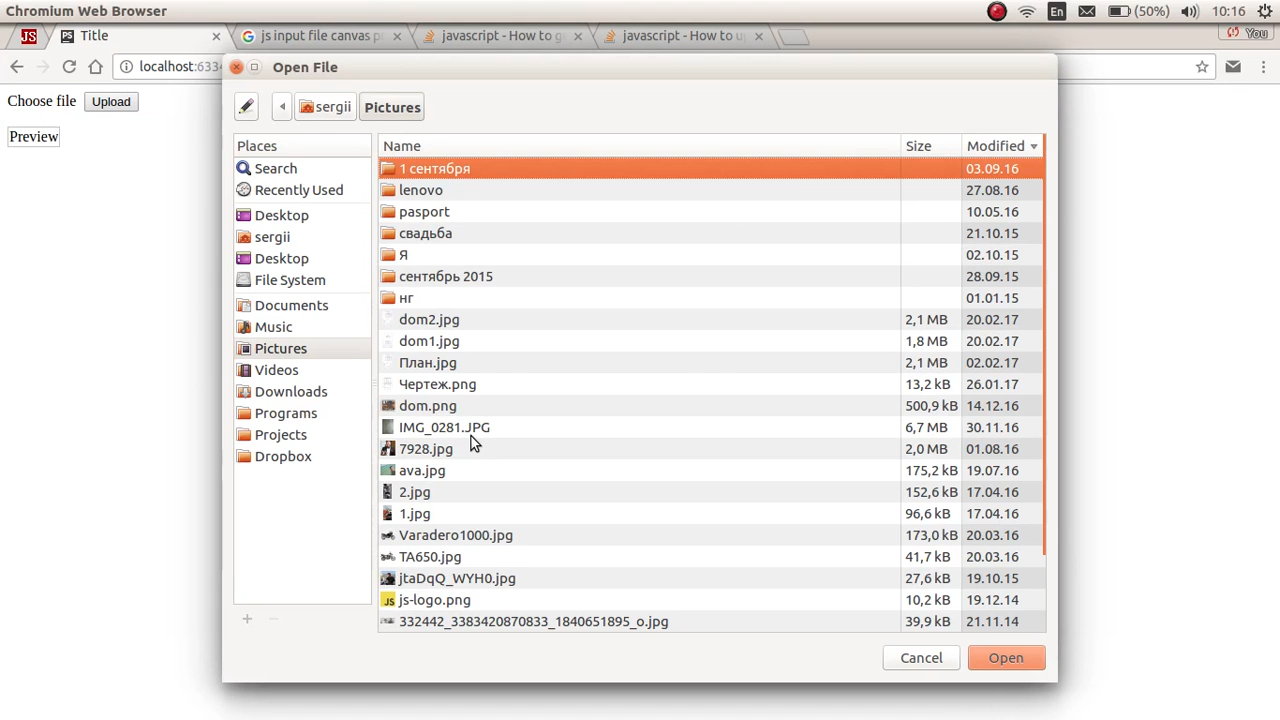 Chromium Web Browser
En
(50%)
10:16
JS
PS Title
js input file canvas p
javascript - How to g
javascript - How to u
You
localhost:633
Open File
Choose file
Upload
Preview
sergii
Pictures
Places
Search
Recently Used
Desktop
sergii
Desktop
File System
Documents
Music
Pictures
Videos
Downloads
Programs
Projects
Dropbox
Name Size Modified
1 сентября 03.09.16
lenovo 27.08.16
pasport 10.05.16
свадьба 21.10.15
Я 02.10.15
сентябрь 2015 28.09.15
нг 01.01.15
dom2.jpg 2,1 MB 20.02.17
dom1.jpg 1,8 MB 20.02.17
План.jpg 2,1 MB 02.02.17
Чертеж.png 13,2 kB 26.01.17
dom.png 500,9 kB 14.12.16
IMG_0281.JPG 6,7 MB 30.11.16
7928.jpg 2,0 MB 01.08.16
ava.jpg 175,2 kB 19.07.16
2.jpg 152,6 kB 17.04.16
1.jpg 96,6 kB 17.04.16
Varadero1000.jpg 173,0 kB 20.03.16
TA650.jpg 41,7 kB 20.03.16
jtaDqQ_WYH0.jpg 27,6 kB 19.10.15
JS js-logo.png 10,2 kB 19.12.14
332442_3383420870833_1840651895_o.jpg 39,9 kB 21.11.14
Cancel
Open